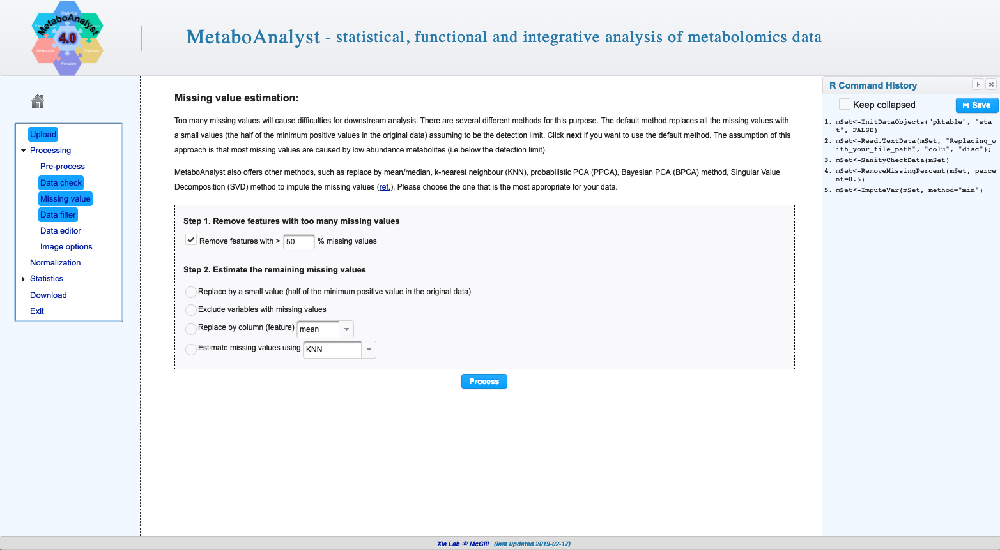 Statistics
MetaboAnalyst
4.0
Biomarker
Pathway
Function
MetaboAnalyst - statistical, functional and integrative analysis of metabolomics data
Upload
Processing
Pre-process
Data check
Missing value
Data filter
Data editor
Image options
Normalization
Statistics
Download
Exit
Missing value estimation:
Too many missing values will cause difficulties for downstream analysis. There are several different methods for this purpose. The default method replaces all the missing values with
a small values (the half of the minimum positive values in the original data) assuming to be the detection limit. Click next if you want to use the default method. The assumption of this
approach is that most missing values are caused by low abundance metabolites (i.e.below the detection limit).
MetaboAnalyst also offers other methods, such as replace by mean/median, k-nearest neighbour (KNN), probabilistic PCA (PPCA), Bayesian PCA (BPCA) method, Singular Value
Decomposition (SVD) method to impute the missing values (ref.). Please choose the one that is the most appropriate for your data.
Step 1. Remove features with too many missing values
Remove features with > 50 % missing values
Step 2. Estimate the remaining missing values
Replace by a small value (half of the minimum positive value in the original data)
Exclude variables with missing values
Replace by column (feature) mean
Estimate missing values using KNN
Process
R Command History
Keep collapsed
Save
1. mSet<-InitDataObjects("pktable", "sta
t", FALSE)
2. mSet<-Read.TextData(mSet, "Replacing_w
ith_your_file_path", "colu", "disc");
3. mSet<-SanityCheckData(mSet)
4. mSet<-RemoveMissingPercent(mSet, perce
nt=0.5)
5. mSet<-ImputeVar(mSet, method="min")
Xia Lab @ McGill (last updated 2019-02-17)